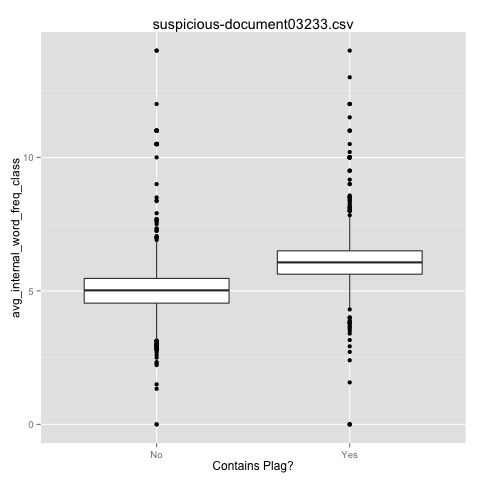 suspicious-document03233.csv
avg_internal_word_freq_class
10
5
0
No Yes
Contains Plag?